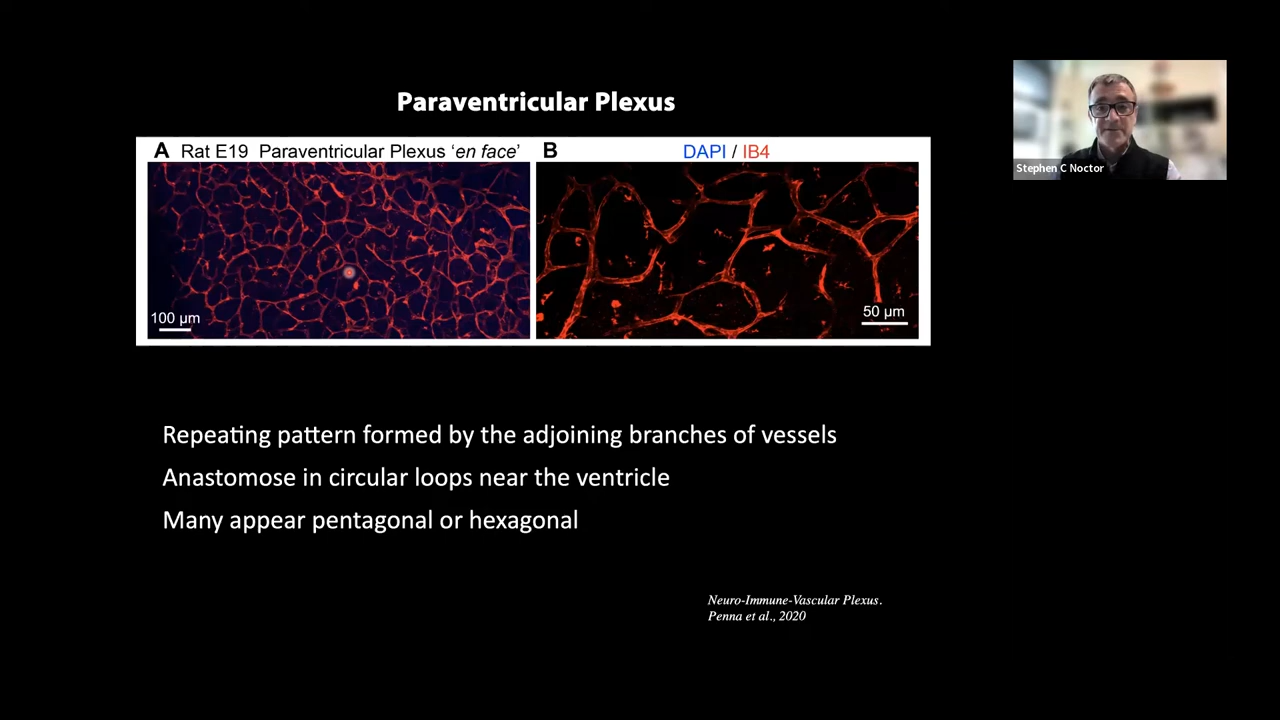 Paraventricular Plexus
A Rat E19 Paraventricular Plexus ‘en face’
B DAPI / IB4
100 µm
50 µm
Stephen C Noctor
Repeating pattern formed by the adjoining branches of vessels
Anastomose in circular loops near the ventricle
Many appear pentagonal or hexagonal
Neuro-Immune-Vascular Plexus.
Penna et al., 2020